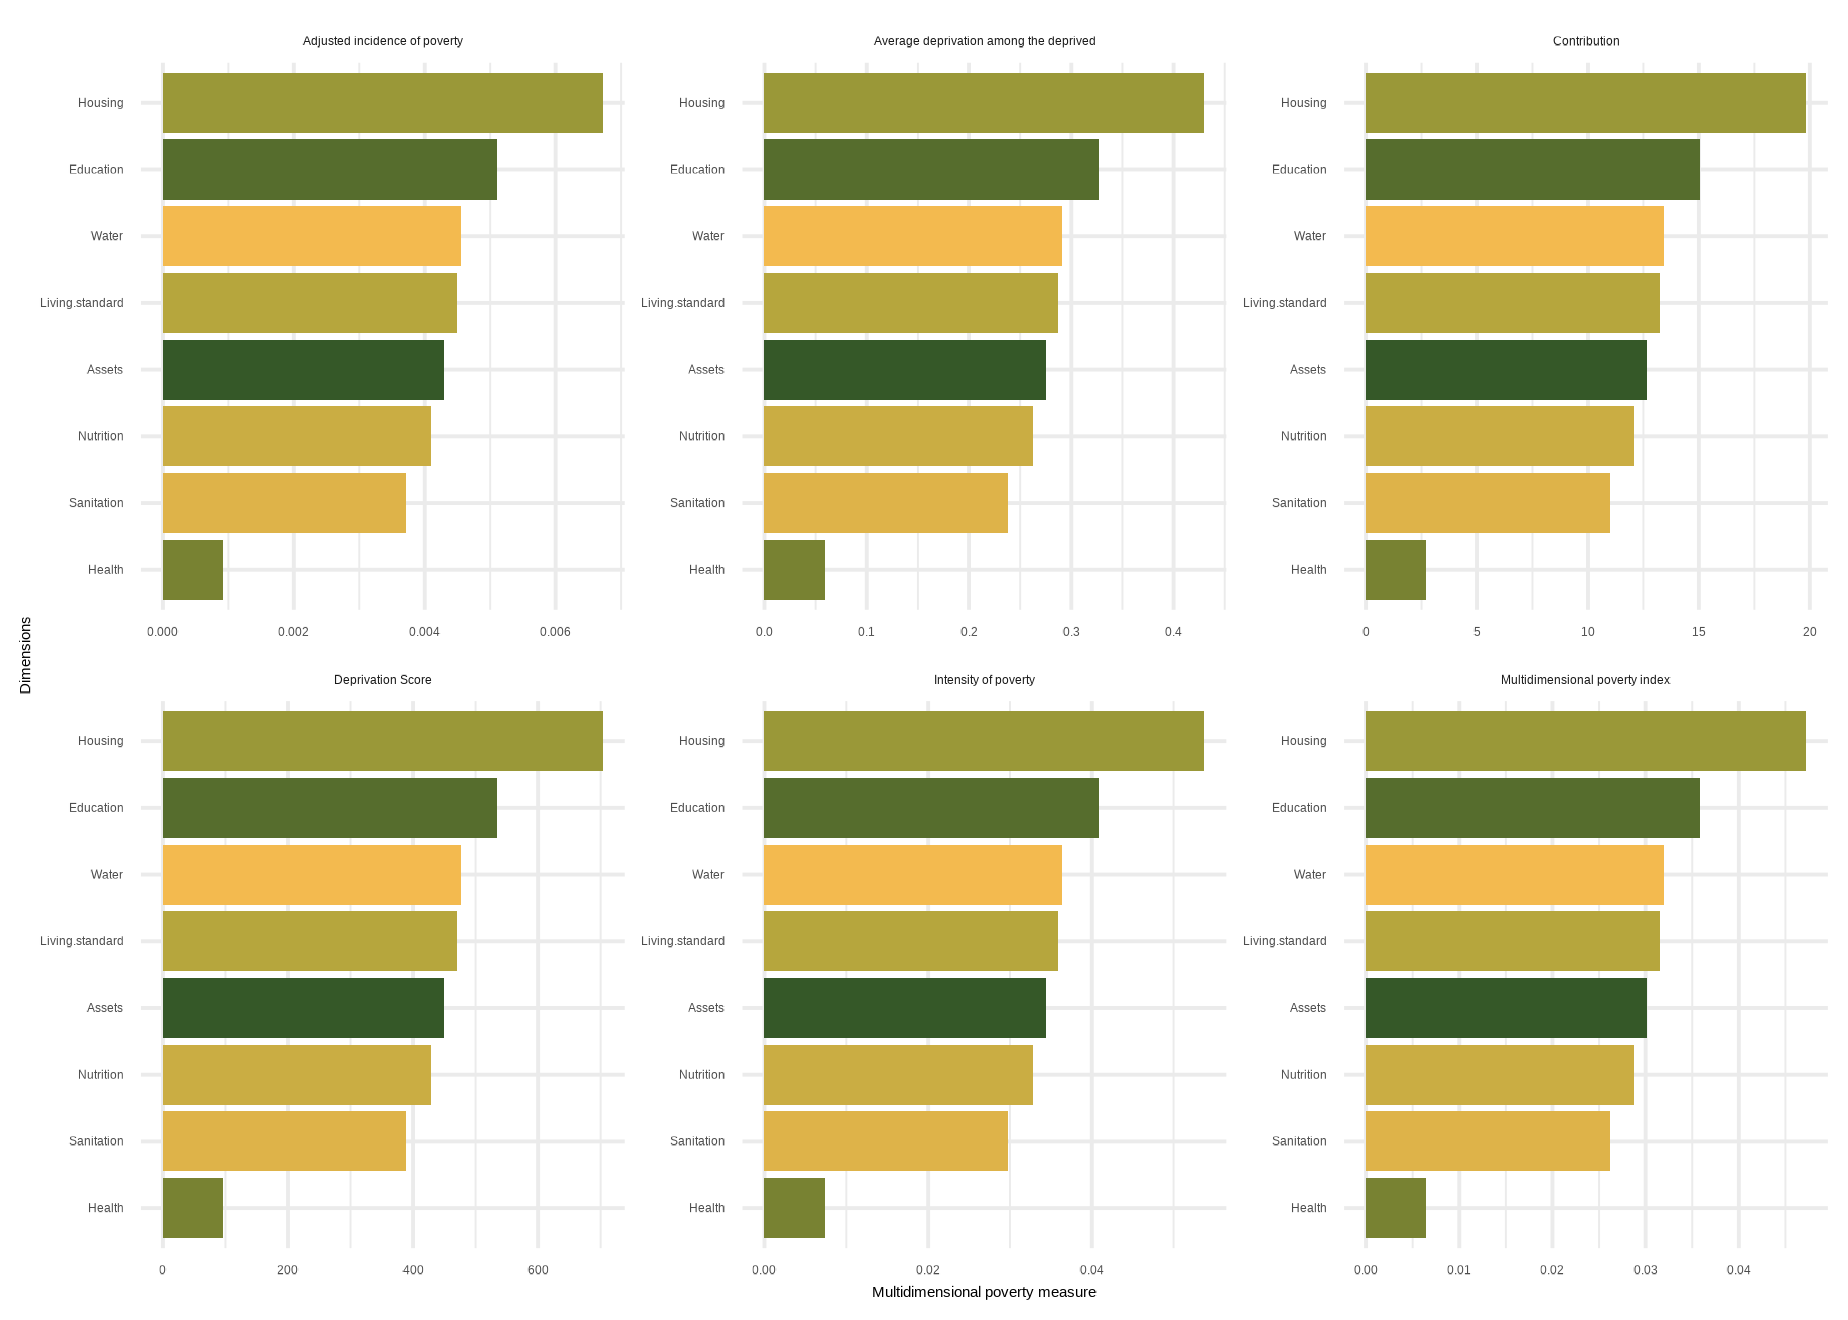 Adjusted incidence of poverty
Average deprivation among the deprived
Contribution
Housing
Education
Water
Living.standard
Assets
Nutrition
Sanitation
Health
0.000 0.002 0.004 0.006
Housing
Education
Water
Living.standard
Assets
Nutrition
Sanitation
Health
0.0 0.1 0.2 0.3 0.4
Housing
Education
Water
Living.standard
Assets
Nutrition
Sanitation
Health
0 5 10 15 20
Dimensions
Deprivation Score
Intensity of poverty
Multidimensional poverty index
Housing
Education
Water
Living.standard
Assets
Nutrition
Sanitation
Health
0 200 400 600
Housing
Education
Water
Living.standard
Assets
Nutrition
Sanitation
Health
0.00 0.02 0.04
Housing
Education
Water
Living.standard
Assets
Nutrition
Sanitation
Health
0.00 0.01 0.02 0.03 0.04
Multidimensional poverty measure